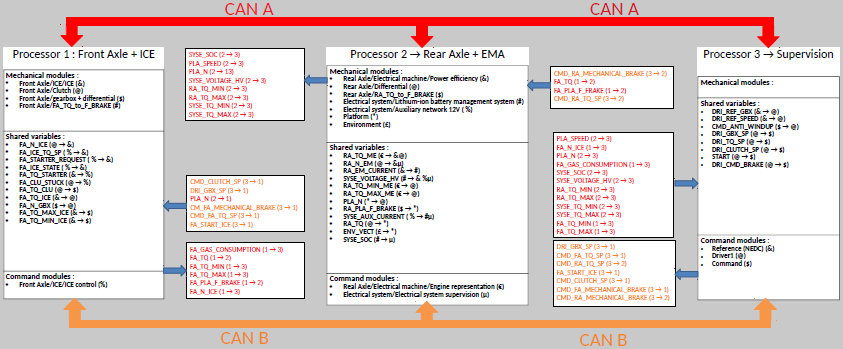 CAN A
CAN A
Processor 1 : Front Axle + ICE
Mechanical modules :
Front Axle/ICE/ICE (&)
Front Axle/Clutch (@)
Front Axle/gearbox + differential ($)
Front Axle/FA_TQ_to_F_BRAKE (#)
Shared variables :
FA_N_ICE (@ → &)
FA_ICE_TQ_SP ( % → &)
FA_STARTER_REQUEST ( % → &)
FA_ICE_STATE ( % → &)
FA_TQ_STARTER (& → %)
FA_CLU_STUCK (@ → %)
FA_TQ_CLU (@ → $)
FA_TQ_ICE (& → @)
FA_N_GBX ($ → @)
FA_TQ_MAX_ICE (& → $)
FA_TQ_MIN_ICE (& → $)
Command modules :
Front Axle/ICE/ICE control (%)
SYSE_SOC (2 → 3)
PLA_SPEED (2 → 3)
PLA_N (2 → 13)
SYSE_VOLTAGE_HV (2 → 3)
RA_TQ_MIN (2 → 3)
RA_TQ_MAX (2 → 3)
SYSE_TQ_MIN (2 → 3)
SYSE_TQ_MAX (2 → 3)
CMD_CLUTCH_SP (3 → 1)
DRI_GBX_SP (3 → 1)
PLA_N (2 → 1)
CM_FA_MECHANICAL_BRAKE (3 → 1)
CMD_FA_TQ_SP (3 → 1)
FA_START_ICE (3 → 1)
FA_GAS_CONSUMPTION (1 → 3)
FA_TQ (1 → 2)
FA_TQ_MIN (1 → 3)
FA_TQ_MAX (1 → 3)
FA_PLA_F_BRAKE (1 → 2)
FA_N_ICE (1 → 3)
Processor 2 → Rear Axle + EMA
Mechanical modules :
Real Axle/Electrical machine/Power efficiency (&)
Rear Axle/Differential (@)
Rear Axle/RA_TQ_to_F_BRAKE ($)
Electrical system/Lithium-ion battery management system (#)
Electrical system/Auxiliary network 12V (%)
Platform (*)
Environment (£)
Shared variables :
RA_TQ_ME (€ → &@)
RA_N_EM (@ → &µ)
RA_EM_CURRENT (& → #)
SYSE_VOLTAGE_HV (# → & %µ)
RA_TQ_MIN_ME (€ → @)
RA_TQ_MAX_ME (€ → @)
PLA_N (* → @)
RA_PLA_F_BRAKE ($ → *)
SYSE_AUX_CURRENT ( % → #µ)
RA_TQ (@ → *)
ENV_VECT (£ → *)
SYSE_SOC (# → µ)
Command modules :
Real Axle/Electrical machine/Engine representation (€)
Electrical system/Electrical system supervision (µ)
CMD_RA_MECHANICAL_BRAKE (3 → 2)
FA_TQ (1 → 2)
FA_PLA_F_FRAKE (1 → 2)
CMD_RA_TQ_SP (3 → 2)
PLA_SPEED (2 → 3)
FA_N_ICE (1 → 3)
PLA_N (2 → 3)
FA_GAS_CONSUMPTION (1 → 3)
SYSE_SOC (2 → 3)
SYSE_VOLTAGE_HV (2 → 3)
RA_TQ_MIN (2 → 3)
RA_TQ_MAX (2 → 3)
SYSE_TQ_MIN (2 → 3)
SYSE_TQ_MAX (2 → 3)
FA_TQ_MIN (1 → 3)
FA_TQ_MAX (1 → 3)
DRI_GBX_SP (3 → 1)
CMD_FA_TQ_SP (3 → 1)
CMD_RA_TQ_SP (3 → 2)
FA_START_ICE (3 → 1)
CMD_CLUTCH_SP (3 → 1)
CMD_FA_MECHANICAL_BRAKE (3 → 1)
CMD_RA_MECHANICAL_BRAKE (3 → 2)
Processor 3 → Supervision
Mechanical modules :
Shared variables :
DRI_REF_GBX (& → @)
DRI_REF_SPEED (& → @)
CMD_ANTI_WINDUP ($ → @)
DRI_GBX_SP (@ → $)
DRI_TQ_SP (@ → $)
DRI_CLUTCH_SP (@ → $)
START (@ → $)
DRI_CMD_BRAKE (@ → $)
Command modules :
Reference (NEDC) (&)
Driver1 (@)
Command ($)
CAN B
CAN B